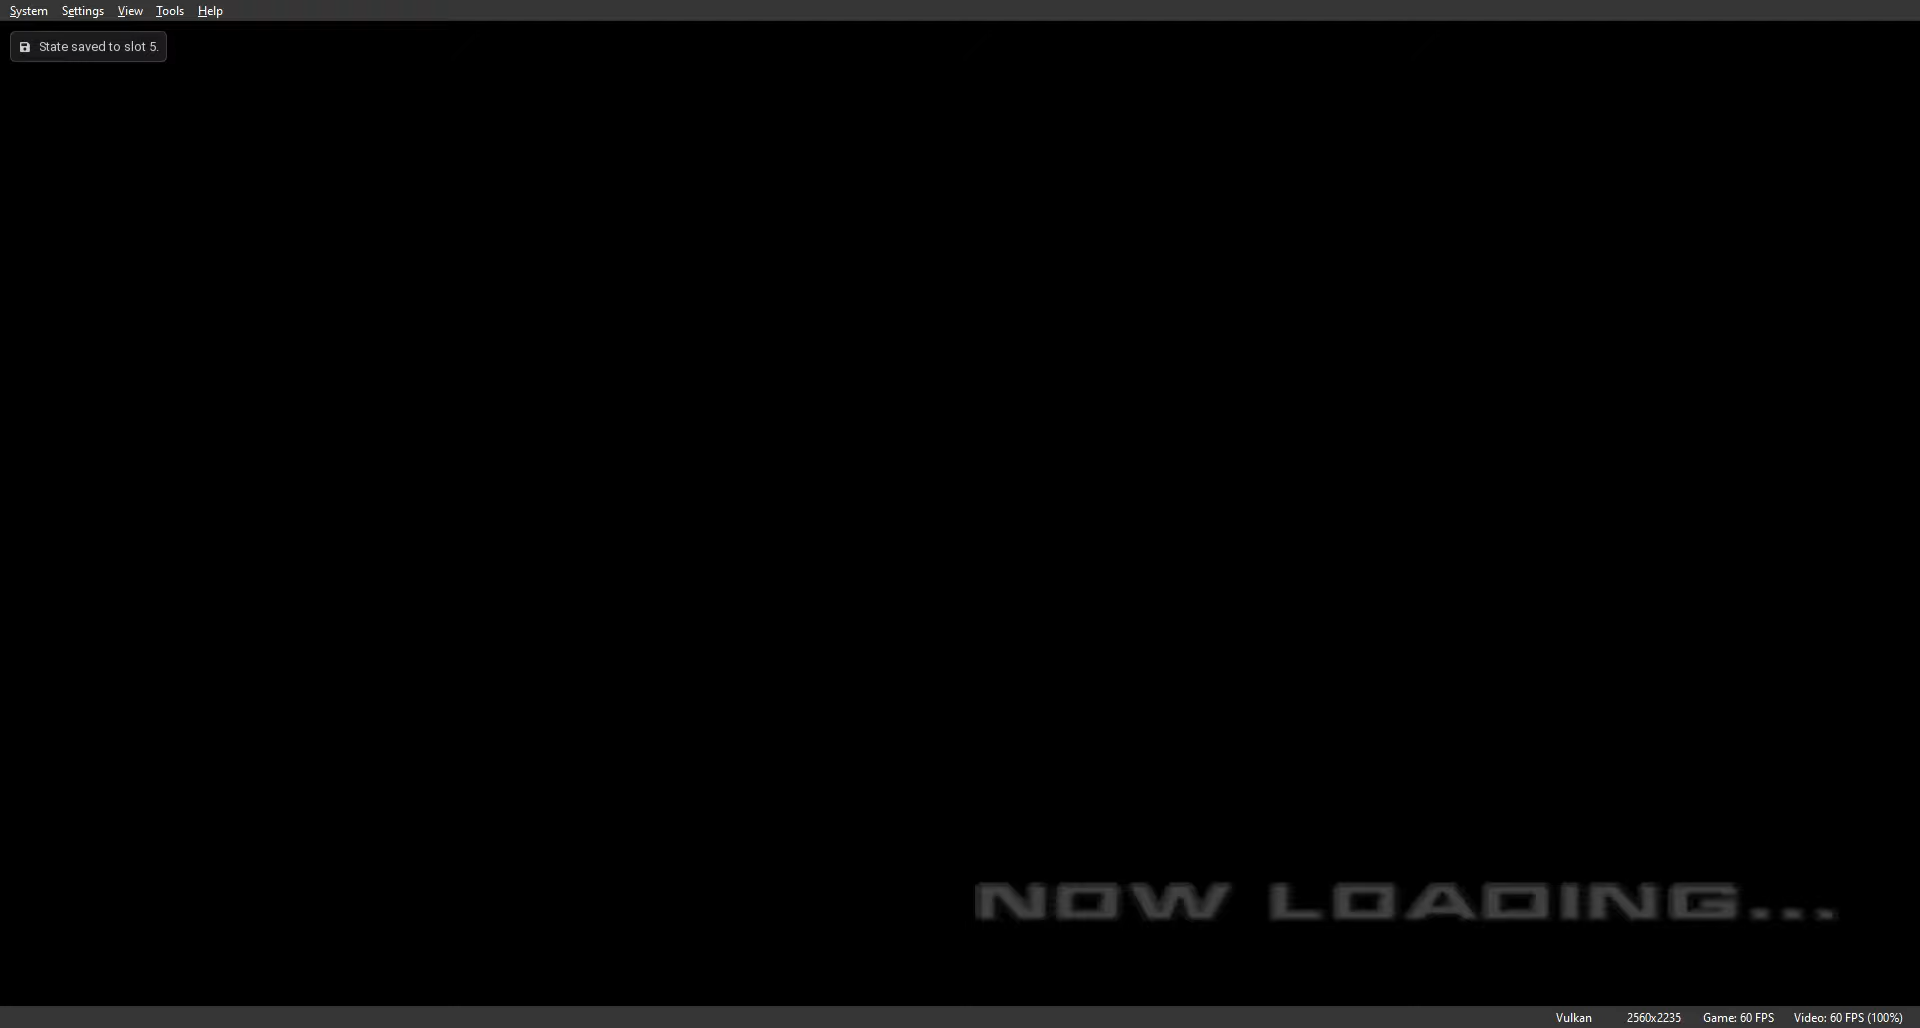 System Settings View Tools Help
State saved to slot 5.
NOW LOADING...
Vulkan 2560x2235 Game: 60 FPS Video: 60 FPS (100%)